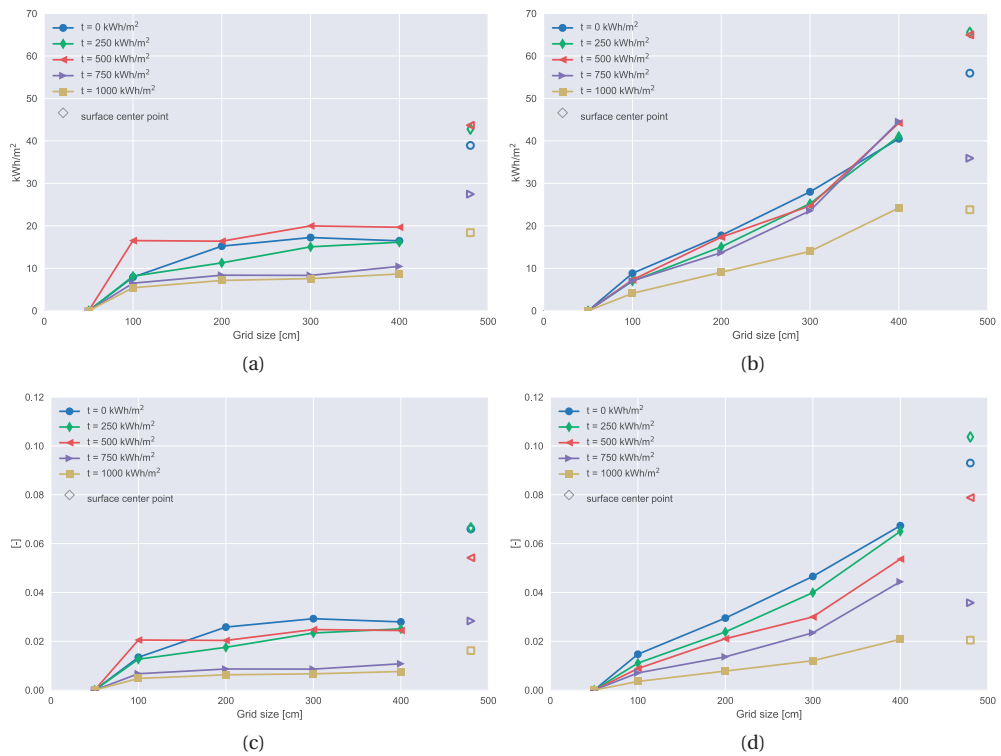 70
60
50
40
30
20
10
0
kWh/m²
t = 0 kWh/m²
t = 250 kWh/m²
t = 500 kWh/m²
t = 750 kWh/m²
t = 1000 kWh/m²
surface center point
0 100 200 300 400 500
Grid size [cm]
(a)
70
60
50
40
30
20
10
0
kWh/m²
t = 0 kWh/m²
t = 250 kWh/m²
t = 500 kWh/m²
t = 750 kWh/m²
t = 1000 kWh/m²
surface center point
0 100 200 300 400 500
Grid size [cm]
(b)
0.12
0.10
0.08
0.06
0.04
0.02
0.00
[-]
t = 0 kWh/m²
t = 250 kWh/m²
t = 500 kWh/m²
t = 750 kWh/m²
t = 1000 kWh/m²
surface center point
0 100 200 300 400 500
Grid size [cm]
(c)
0.12
0.10
0.08
0.06
0.04
0.02
0.00
[-]
t = 0 kWh/m²
t = 250 kWh/m²
t = 500 kWh/m²
t = 750 kWh/m²
t = 1000 kWh/m²
surface center point
0 100 200 300 400 500
Grid size [cm]
(d)